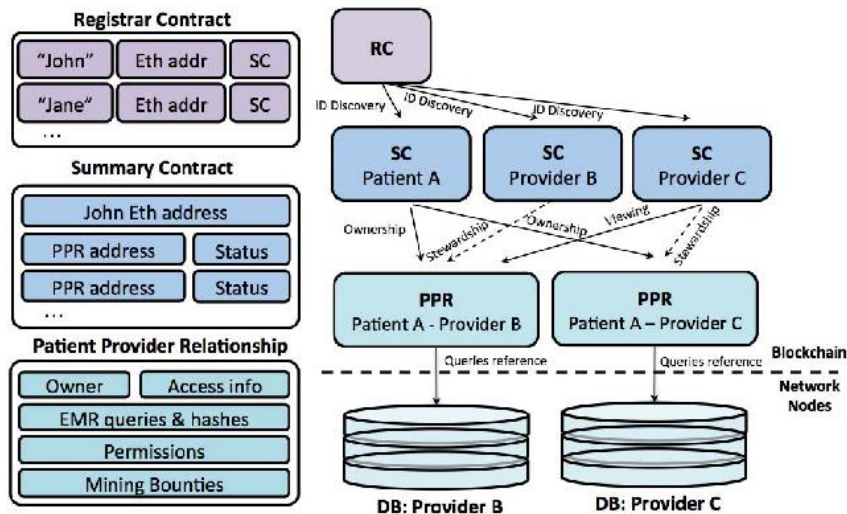 Registrar Contract
"John" Eth addr SC
"Jane" Eth addr SC
...
Summary Contract
John Eth address
PPR address Status
PPR address Status
...
Patient Provider Relationship
Owner Access info
EMR queries & hashes
Permissions
Mining Bounties
RC
ID Discovery ID Discovery ID Discovery
SC SC SC
Patient A Provider B Provider C
Ownership Stewardship Ownership Viewing Stewardship
PPR PPR
Patient A - Provider B Patient A – Provider C
Queries reference Queries reference Blockchain
Network
Nodes
DB: Provider B DB: Provider C